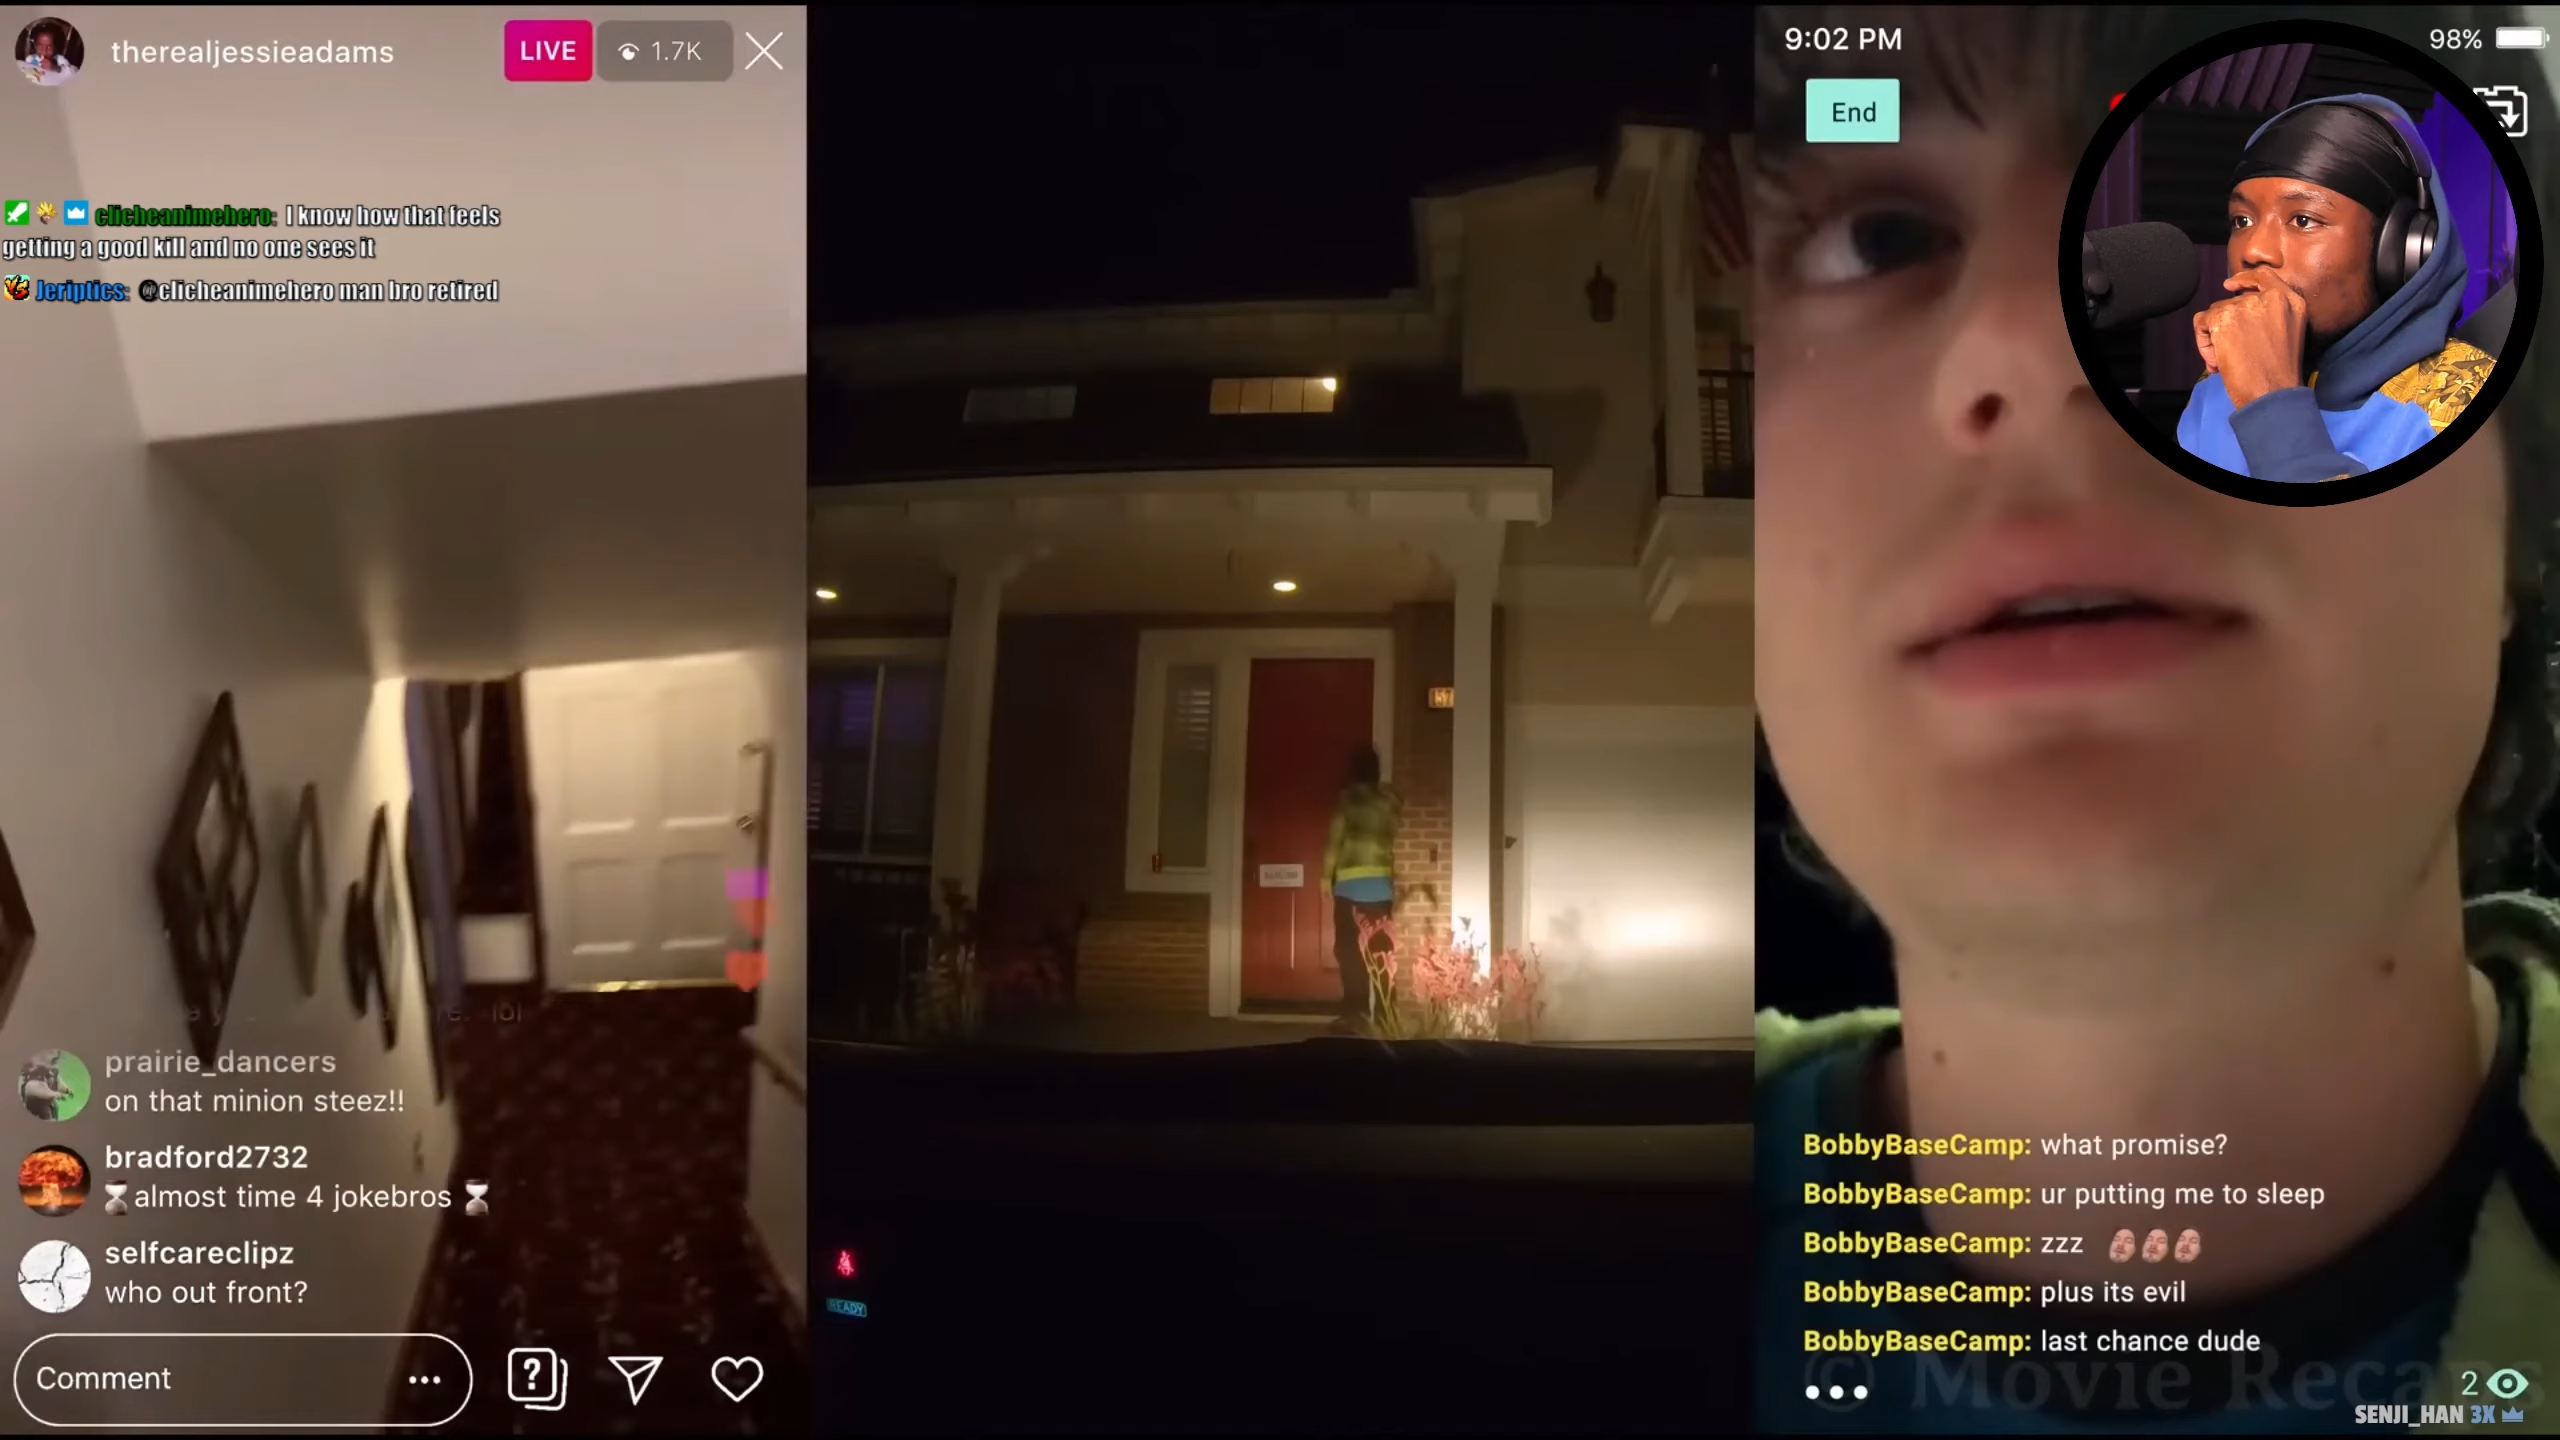 therealjessieadams
LIVE
1.7K
clicheanimehero: I know how that feels
getting a good kill and no one sees it
Jeriptics: @clicheanimehero man bro retired
lol
prairie_dancers
on that minion steez!!
bradford2732
⌛almost time 4 jokebros ⌛
selfcareclipz
who out front?
Comment
57
READY
9:02 PM
98%
End
BobbyBaseCamp: what promise?
BobbyBaseCamp: ur putting me to sleep
BobbyBaseCamp: zzz
BobbyBaseCamp: plus its evil
BobbyBaseCamp: last chance dude
© Movie Recaps
2
SENJI_HAN 3X